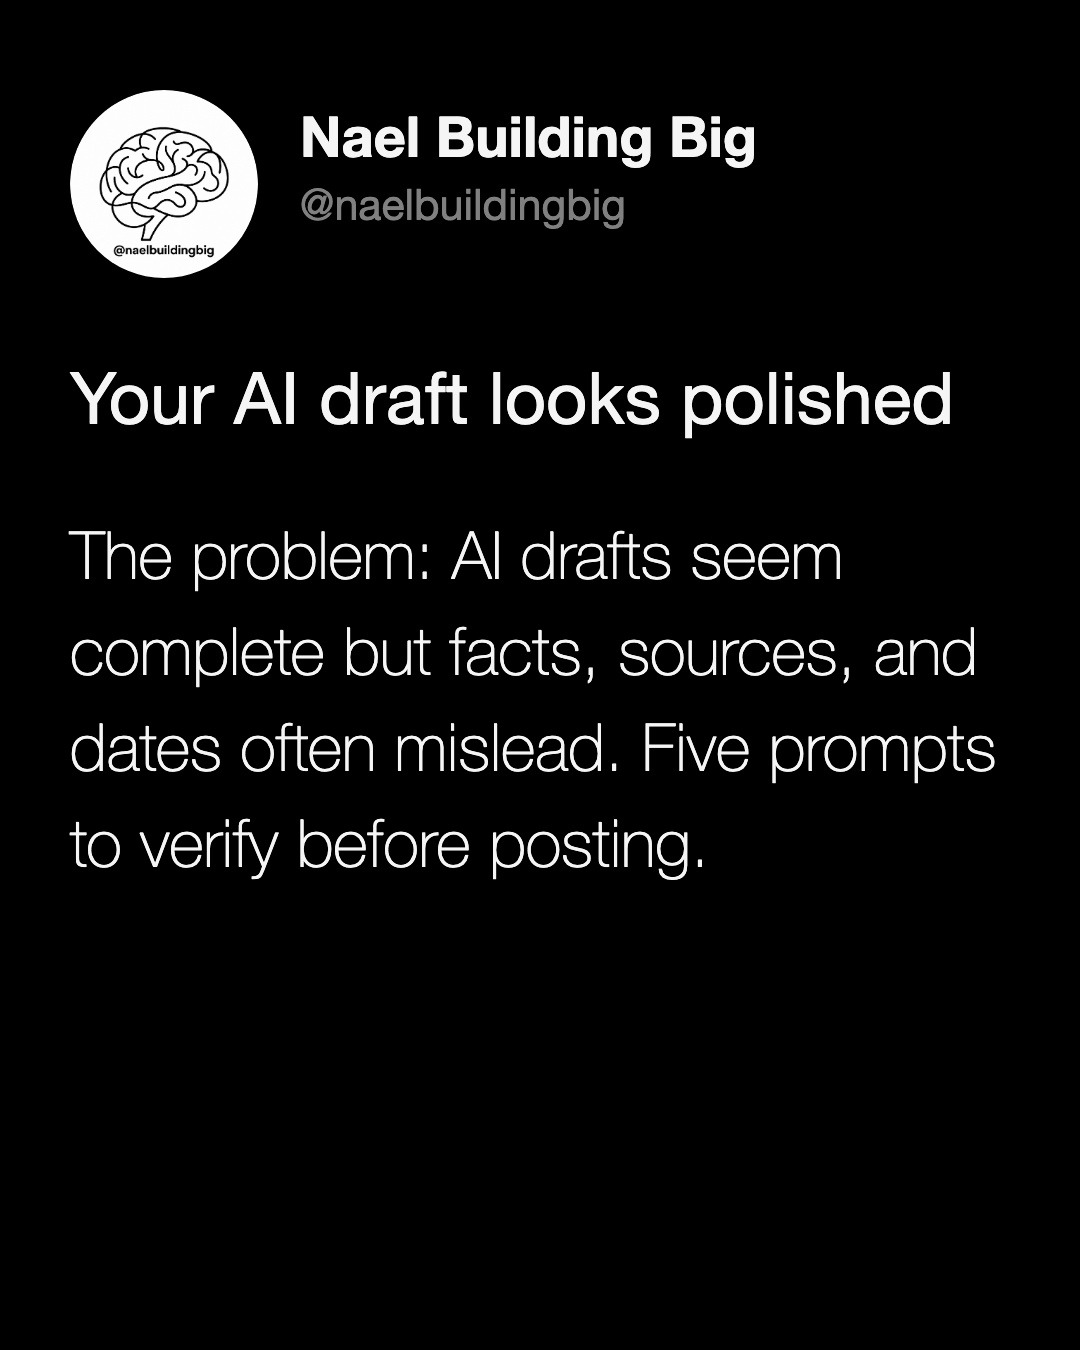 @naelbuildingbig
Nael Building Big
@naelbuildingbig
Your AI draft looks polished
The problem: AI drafts seem
complete but facts, sources, and
dates often mislead. Five prompts
to verify before posting.